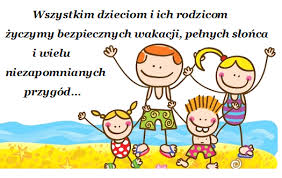 Wszystkim dzieciom i ich rodzicom
życzymy bezpiecznych wakacji, pełnych słońca
i wielu
niezapomnianych
przygód...